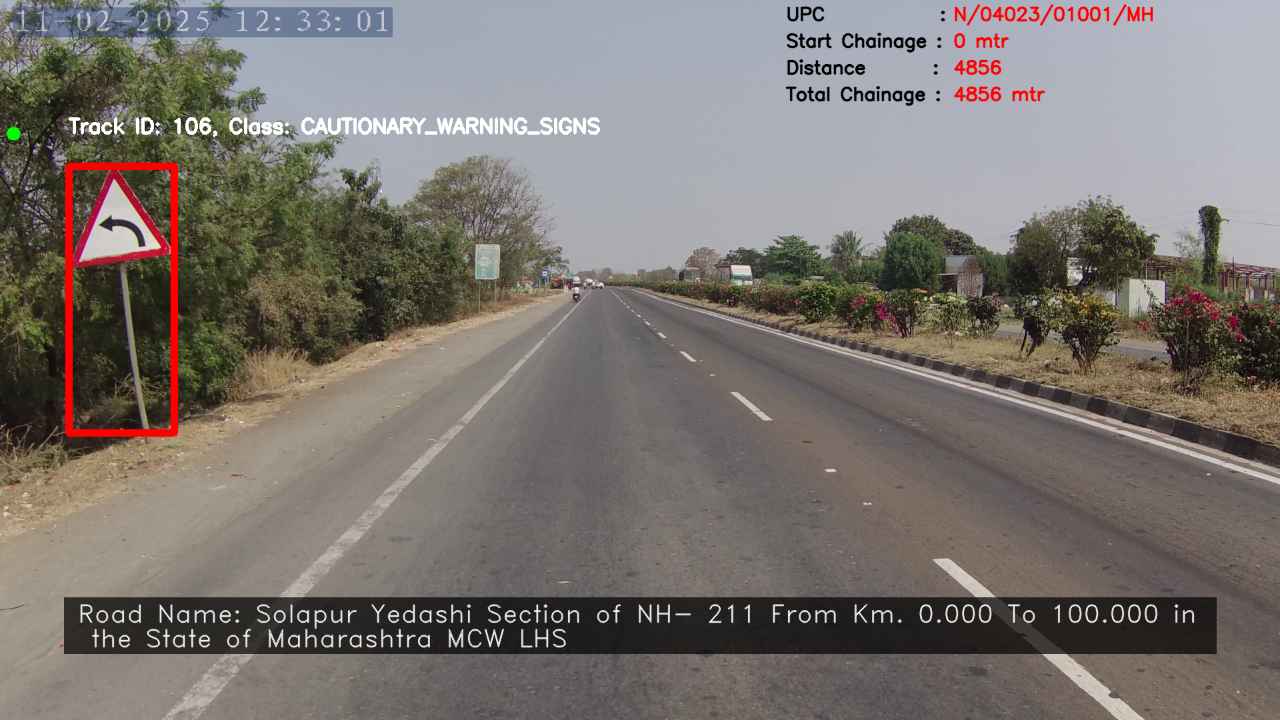 11-02-2025 12:33:01
UPC : N/04023/01001/MH
Start Chainage : 0 mtr
Distance : 4856
Total Chainage : 4856 mtr
Track ID: 106, Class: CAUTIONARY_WARNING_SIGNS
Road Name: Solapur Yedashi Section of NH- 211 From Km. 0.000 To 100.000 in
the State of Maharashtra MCW LHS